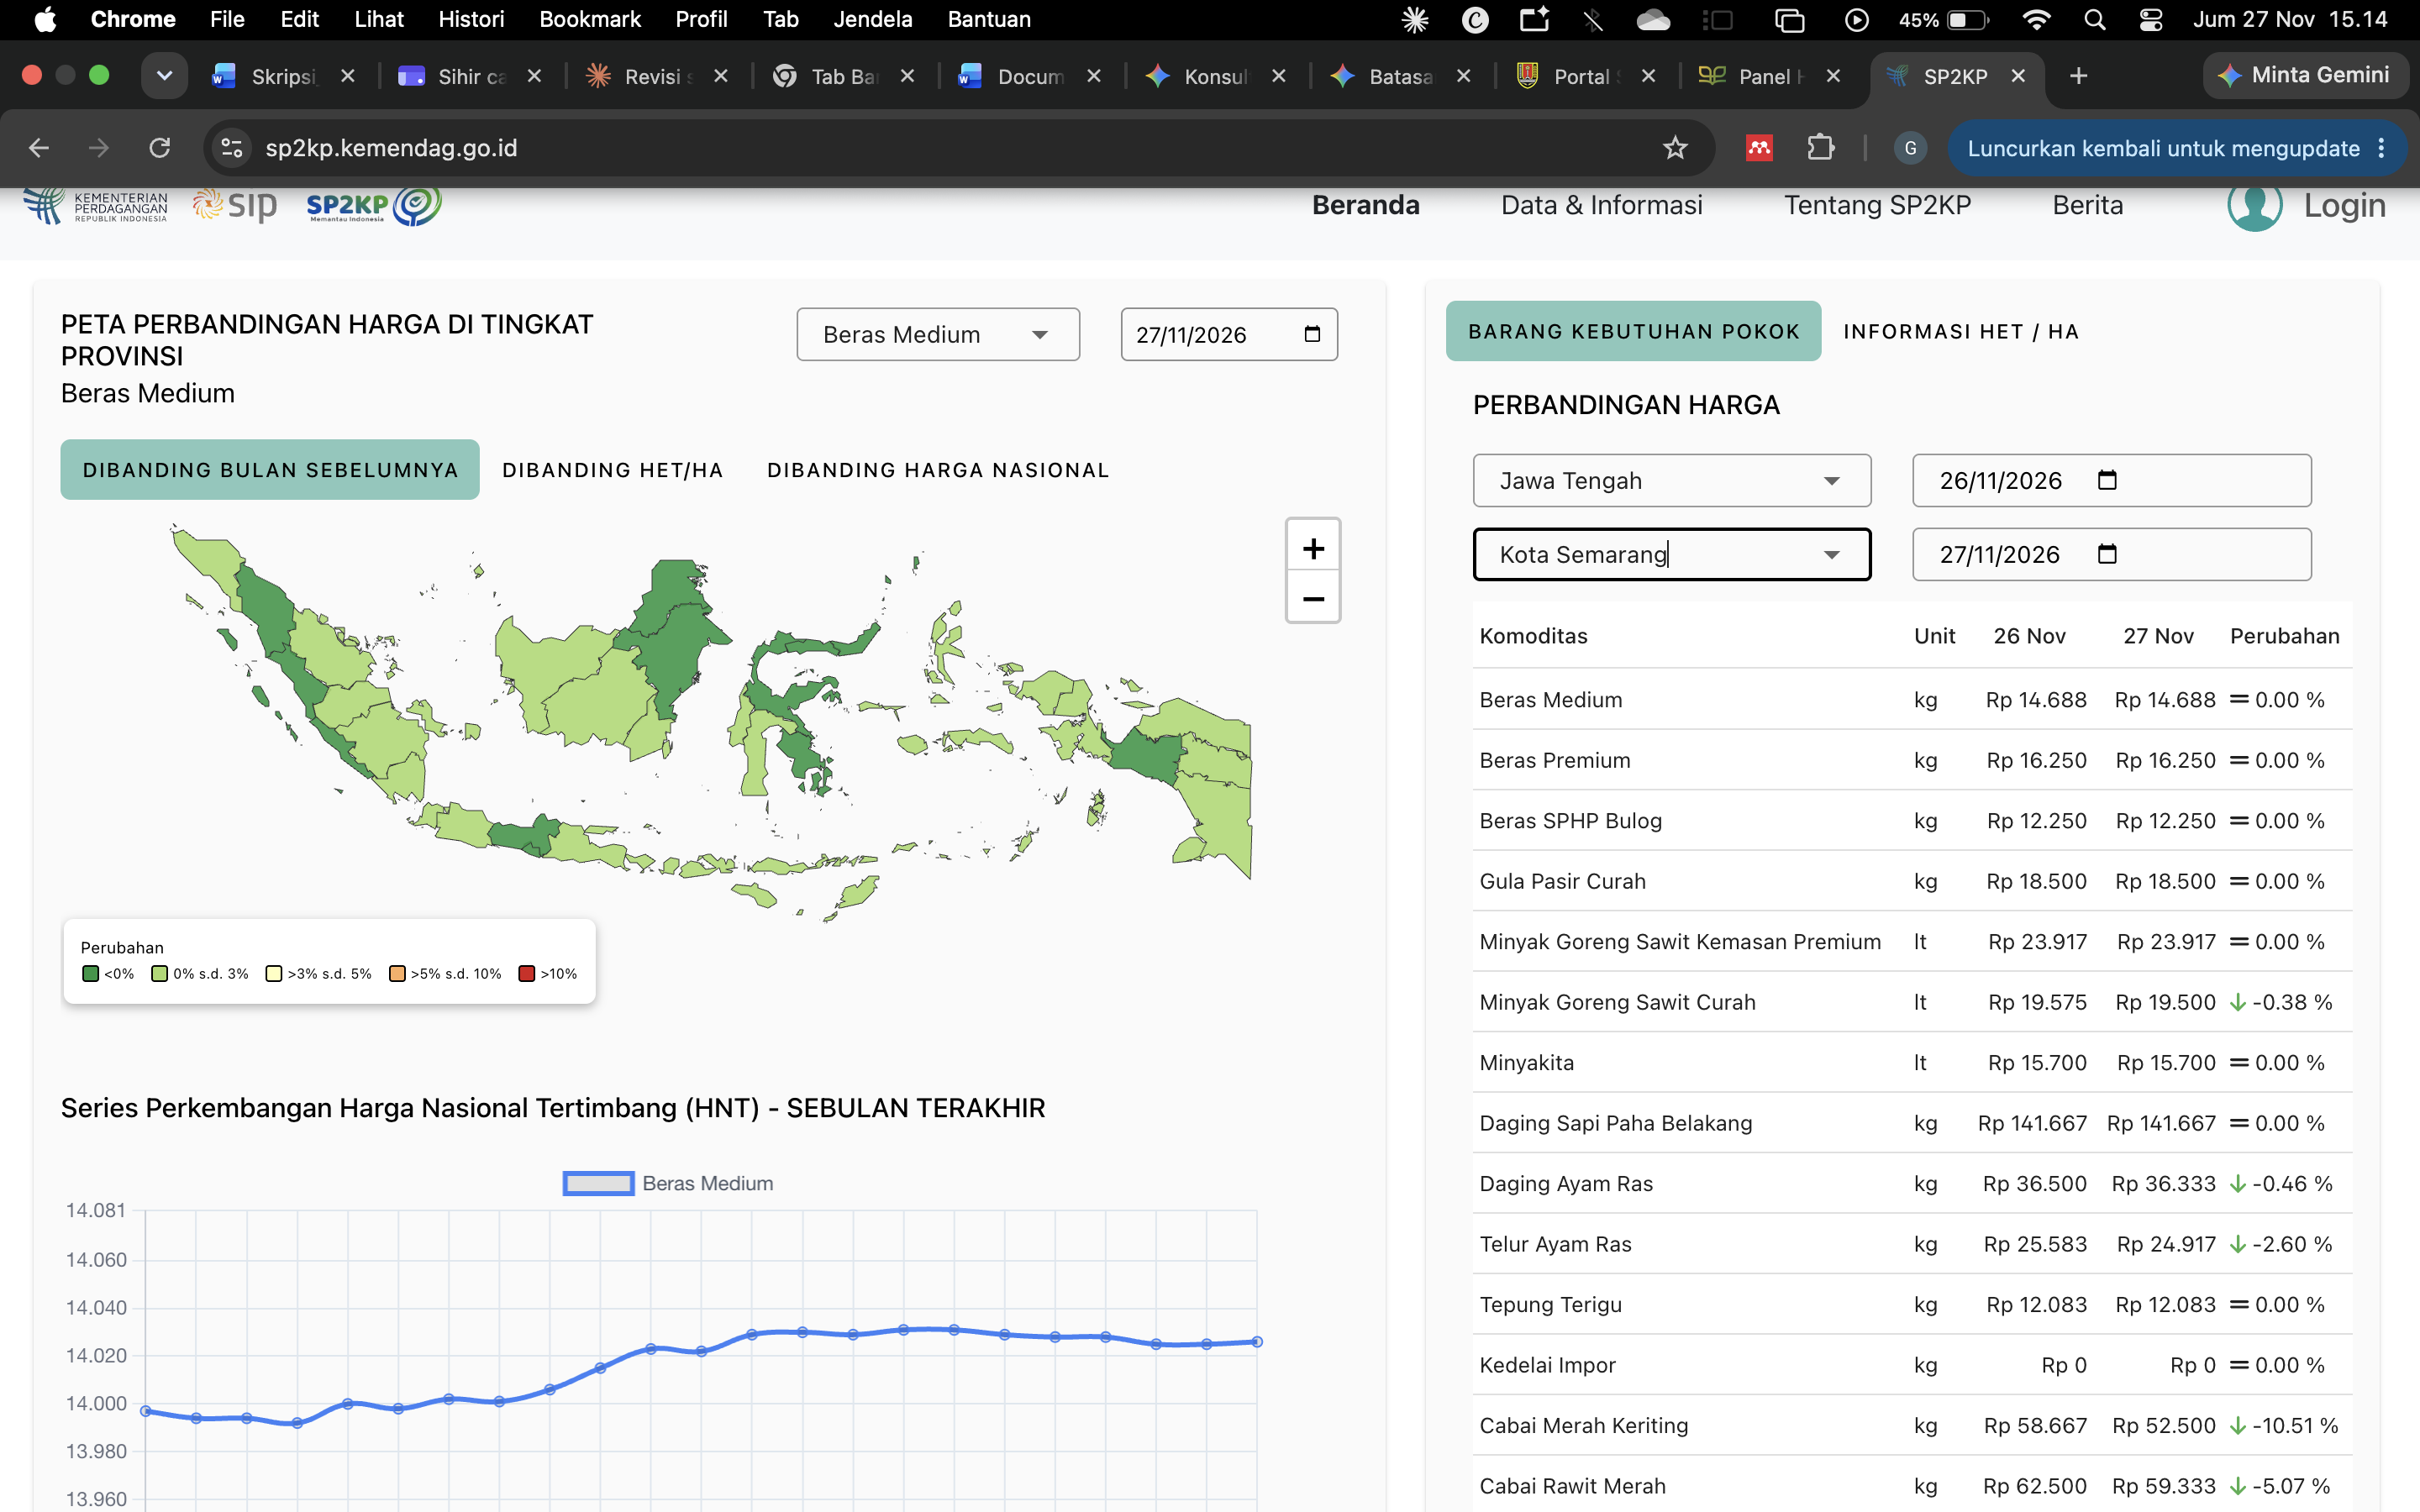 Chrome File Edit Lihat Histori Bookmark Profil Tab Jendela Bantuan 45% Jum 27 Nov 15.14
Skripsi Sihir ca Revisi s Tab Bar Docum Konsul Batasa Portal S Panel H SP2KP Minta Gemini
sp2kp.kemendag.go.id G Luncurkan kembali untuk mengupdate
KEMENTERIAN
PERDAGANGAN
REPUBLIK INDONESIA
SIP
SP2KP
Memantau Indonesia
Beranda Data & Informasi Tentang SP2KP Berita Login
PETA PERBANDINGAN HARGA DI TINGKAT
PROVINSI
Beras Medium
Beras Medium 27/11/2026
DIBANDING BULAN SEBELUMNYA DIBANDING HET/HA DIBANDING HARGA NASIONAL
+
−
Perubahan
<0% 0% s.d. 3% >3% s.d. 5% >5% s.d. 10% >10%
Series Perkembangan Harga Nasional Tertimbang (HNT) - SEBULAN TERAKHIR
Beras Medium
14.081
14.060
14.040
14.020
14.000
13.980
13.960
BARANG KEBUTUHAN POKOK INFORMASI HET / HA
PERBANDINGAN HARGA
Jawa Tengah 26/11/2026
Kota Semarang 27/11/2026
Komoditas Unit 26 Nov 27 Nov Perubahan
Beras Medium kg Rp 14.688 Rp 14.688 = 0.00 %
Beras Premium kg Rp 16.250 Rp 16.250 = 0.00 %
Beras SPHP Bulog kg Rp 12.250 Rp 12.250 = 0.00 %
Gula Pasir Curah kg Rp 18.500 Rp 18.500 = 0.00 %
Minyak Goreng Sawit Kemasan Premium lt Rp 23.917 Rp 23.917 = 0.00 %
Minyak Goreng Sawit Curah lt Rp 19.575 Rp 19.500 ↓ -0.38 %
Minyakita lt Rp 15.700 Rp 15.700 = 0.00 %
Daging Sapi Paha Belakang kg Rp 141.667 Rp 141.667 = 0.00 %
Daging Ayam Ras kg Rp 36.500 Rp 36.333 ↓ -0.46 %
Telur Ayam Ras kg Rp 25.583 Rp 24.917 ↓ -2.60 %
Tepung Terigu kg Rp 12.083 Rp 12.083 = 0.00 %
Kedelai Impor kg Rp 0 Rp 0 = 0.00 %
Cabai Merah Keriting kg Rp 58.667 Rp 52.500 ↓ -10.51 %
Cabai Rawit Merah kg Rp 62.500 Rp 59.333 ↓ -5.07 %